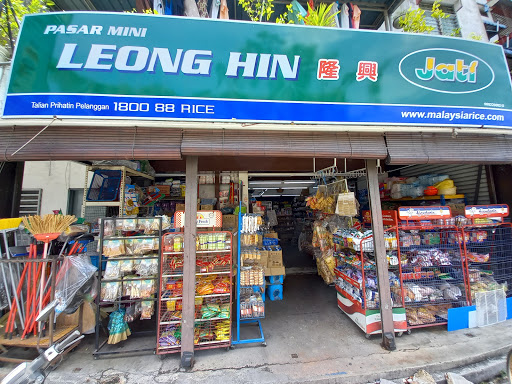 PASAR MINI
LEONG HIN 隆興
Jati
Talian Prihatin Pelanggan 1800 88 RICE
www.malaysiarice.com